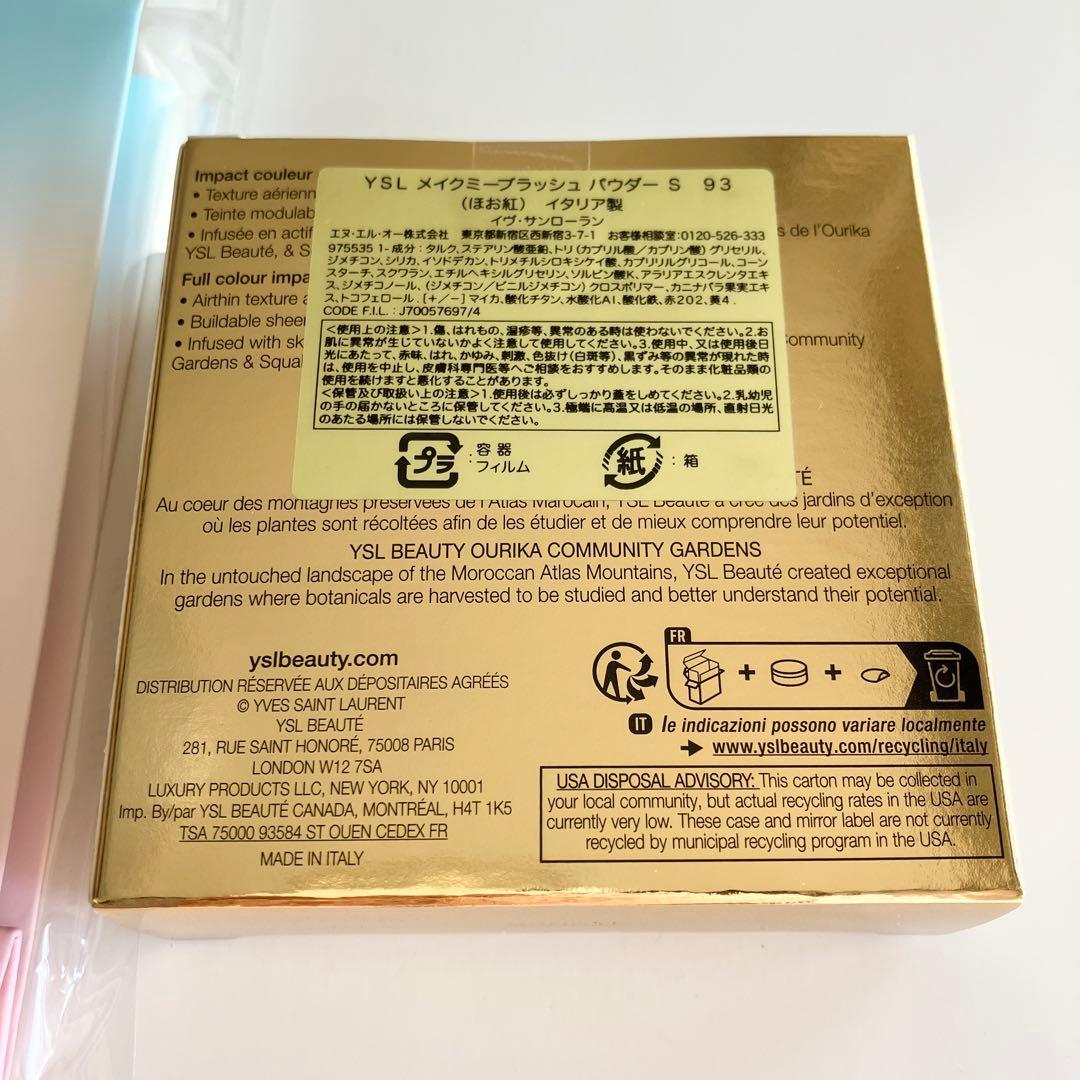 Impact couleur
• Texture aérienn
• Teinte modulab
• Infusée en actif
s de l'Ourika
YSL Beauté, & S
Full colour impa
• Airthin texture a
• Buildable sheer
• Infused with sk
Community
Gardens & Squal
YSL メイクミーブラッシュ パウダー S 93
(ほお紅) イタリア製
イヴ・サンローラン
エヌ・エル・オー株式会社 東京都新宿区西新宿3-7-1 お客様相談室:0120-526-333
975535 1-成分:タルク、ステアリン酸亜鉛、トリ(カプリル酸/カプリン酸)グリセリル、
ジメチコン、シリカ、イソドデカン、トリメチルシロキシケイ酸、カプリリルグリコール、コーン
スターチ、スクワラン、エチルヘキシルグリセリン、ソルビン酸K、アラリアエスクレンタエキ
ス、ジメチコノール、(ジメチコン/ビニルジメチコン)クロスポリマー、カニナバラ果実エキ
ス、トコフェロール.[+/-]マイカ、酸化チタン、水酸化Al、酸化鉄、赤202、黄4.
CODE F.I.L.:J70057697/4
<使用上の注意>1.傷、はれもの、湿疹等、異常のある時は使わないでください。2.お
肌に異常が生じていないかよく注意して使用してください。3.使用中、又は使用後日
光にあたって、赤味、はれ、かゆみ、刺激、色抜け(白斑等)、黒ずみ等の異常が現れた時
は、使用を中止し、皮膚科専門医等へご相談をおすすめします。そのまま化粧品類の
使用を続けますと悪化することがあります。
<保管及び取扱い上の注意>1.使用後は必ずしっかり蓋をしめてください。2.乳幼児
の手の届かないところに保管してください。3.極端に高温又は低温の場所、直射日光
のあたる場所には保管しないでください。
プラ :容器 フィルム 紙 :箱
TÉ
Au coeur des montagnes préservées de l'Atlas Marocain, YSL Beauté a créé des jardins d'exception
où les plantes sont récoltées afin de les étudier et de mieux comprendre leur potentiel.
YSL BEAUTY OURIKA COMMUNITY GARDENS
In the untouched landscape of the Moroccan Atlas Mountains, YSL Beauté created exceptional
gardens where botanicals are harvested to be studied and better understand their potential.
yslbeauty.com
DISTRIBUTION RÉSERVÉE AUX DÉPOSITAIRES AGRÉÉS
© YVES SAINT LAURENT
YSL BEAUTÉ
281, RUE SAINT HONORÉ, 75008 PARIS
LONDON W12 7SA
LUXURY PRODUCTS LLC, NEW YORK, NY 10001
Imp. By/par YSL BEAUTÉ CANADA, MONTRÉAL, H4T 1K5
TSA 75000 93584 ST OUEN CEDEX FR
MADE IN ITALY
FR
+ +
IT le indicazioni possono variare localmente
➔ www.yslbeauty.com/recycling/italy
USA DISPOSAL ADVISORY: This carton may be collected in
your local community, but actual recycling rates in the USA are
currently very low. These case and mirror label are not currently
recycled by municipal recycling program in the USA.